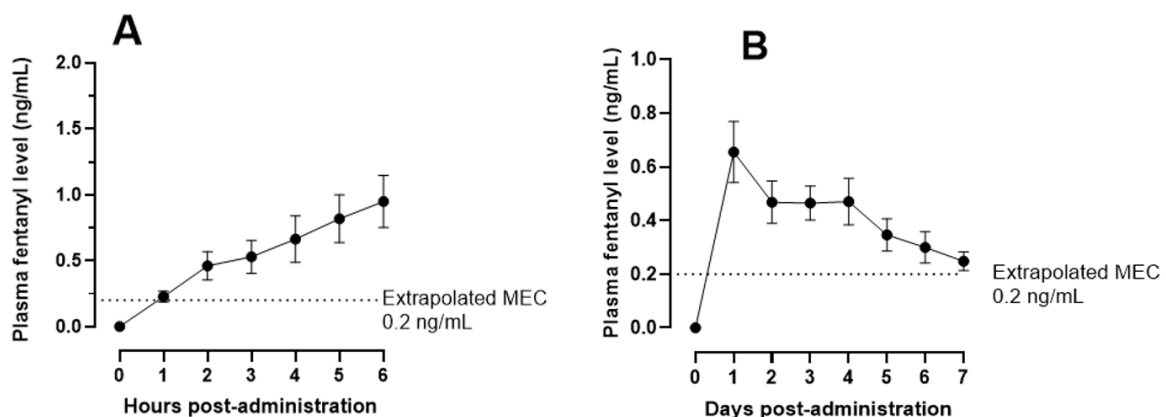 A
Plasma fentanyl level (ng/mL)
2.0
1.5
1.0
0.5
0.0
Extrapolated MEC
0.2 ng/mL
0 1 2 3 4 5 6
Hours post-administration
B
Plasma fentanyl level (ng/mL)
1.0
0.8
0.6
0.4
0.2
0.0
Extrapolated MEC
0.2 ng/mL
0 1 2 3 4 5 6 7
Days post-administration